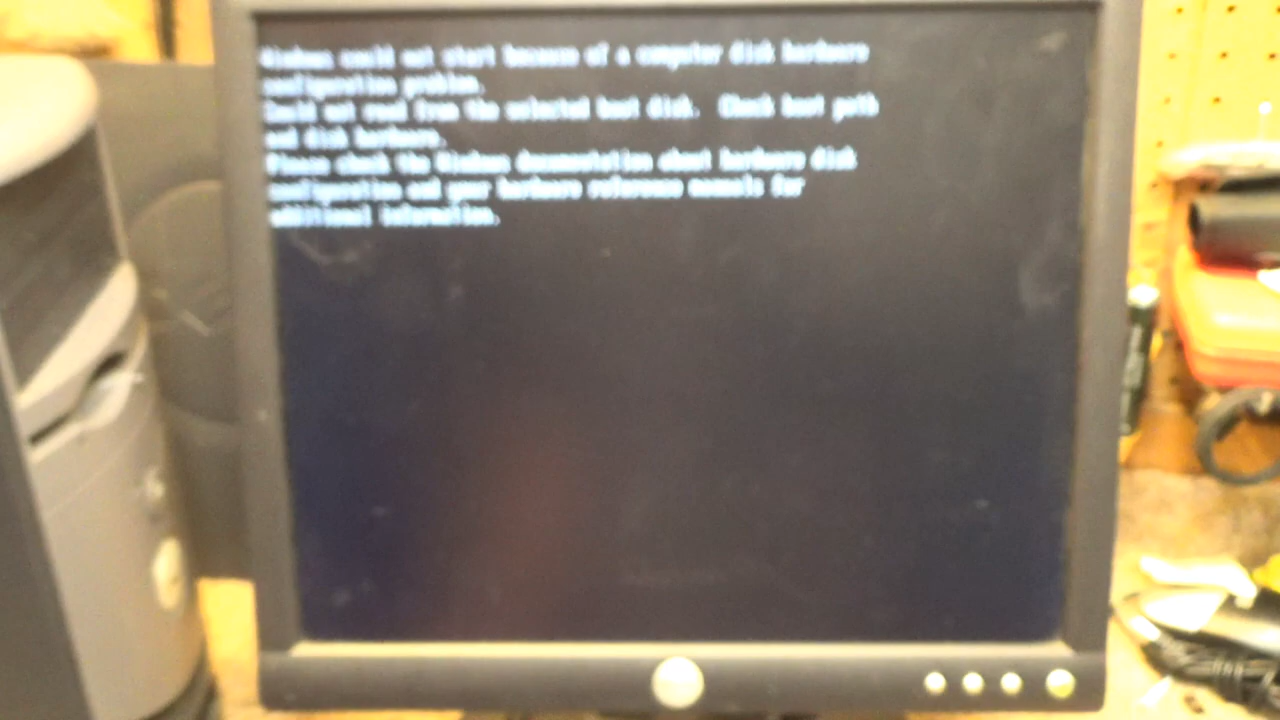 Windows could not start because of a computer disk hardware
configuration problem.
Could not read from the selected boot disk.  Check boot path
and disk hardware.
Please check the Windows documentation about hardware disk
configuration and your hardware reference manuals for
additional information.